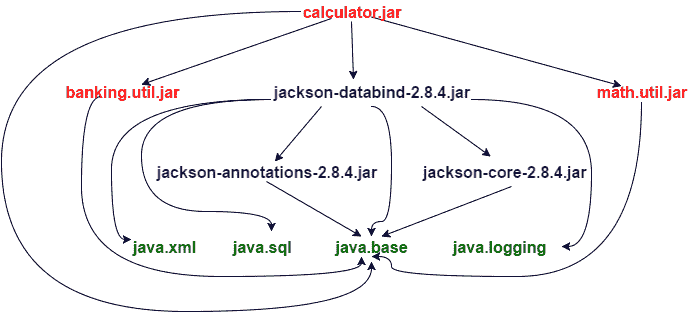 calculator.jar
banking.util.jar
jackson-databind-2.8.4.jar
math.util.jar
jackson-annotations-2.8.4.jar
jackson-core-2.8.4.jar
java.xml
java.sql
java.base
java.logging